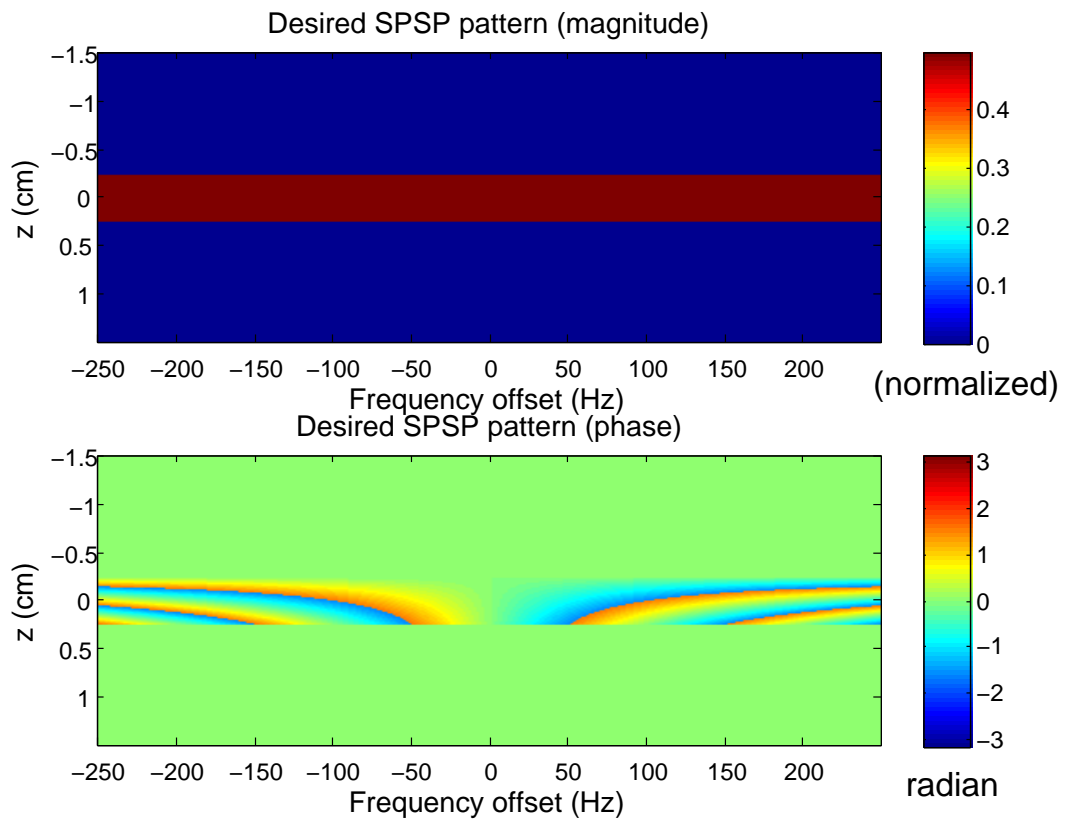 Desired SPSP pattern (magnitude)
−1.5
−1
−0.5
0
0.5
1
z (cm)
−250 −200 −150 −100 −50 0 50 100 150 200
Frequency offset (Hz)
0.4
0.3
0.2
0.1
0
(normalized)
Desired SPSP pattern (phase)
−1.5
−1
−0.5
0
0.5
1
z (cm)
−250 −200 −150 −100 −50 0 50 100 150 200
Frequency offset (Hz)
3
2
1
0
−1
−2
−3
radian